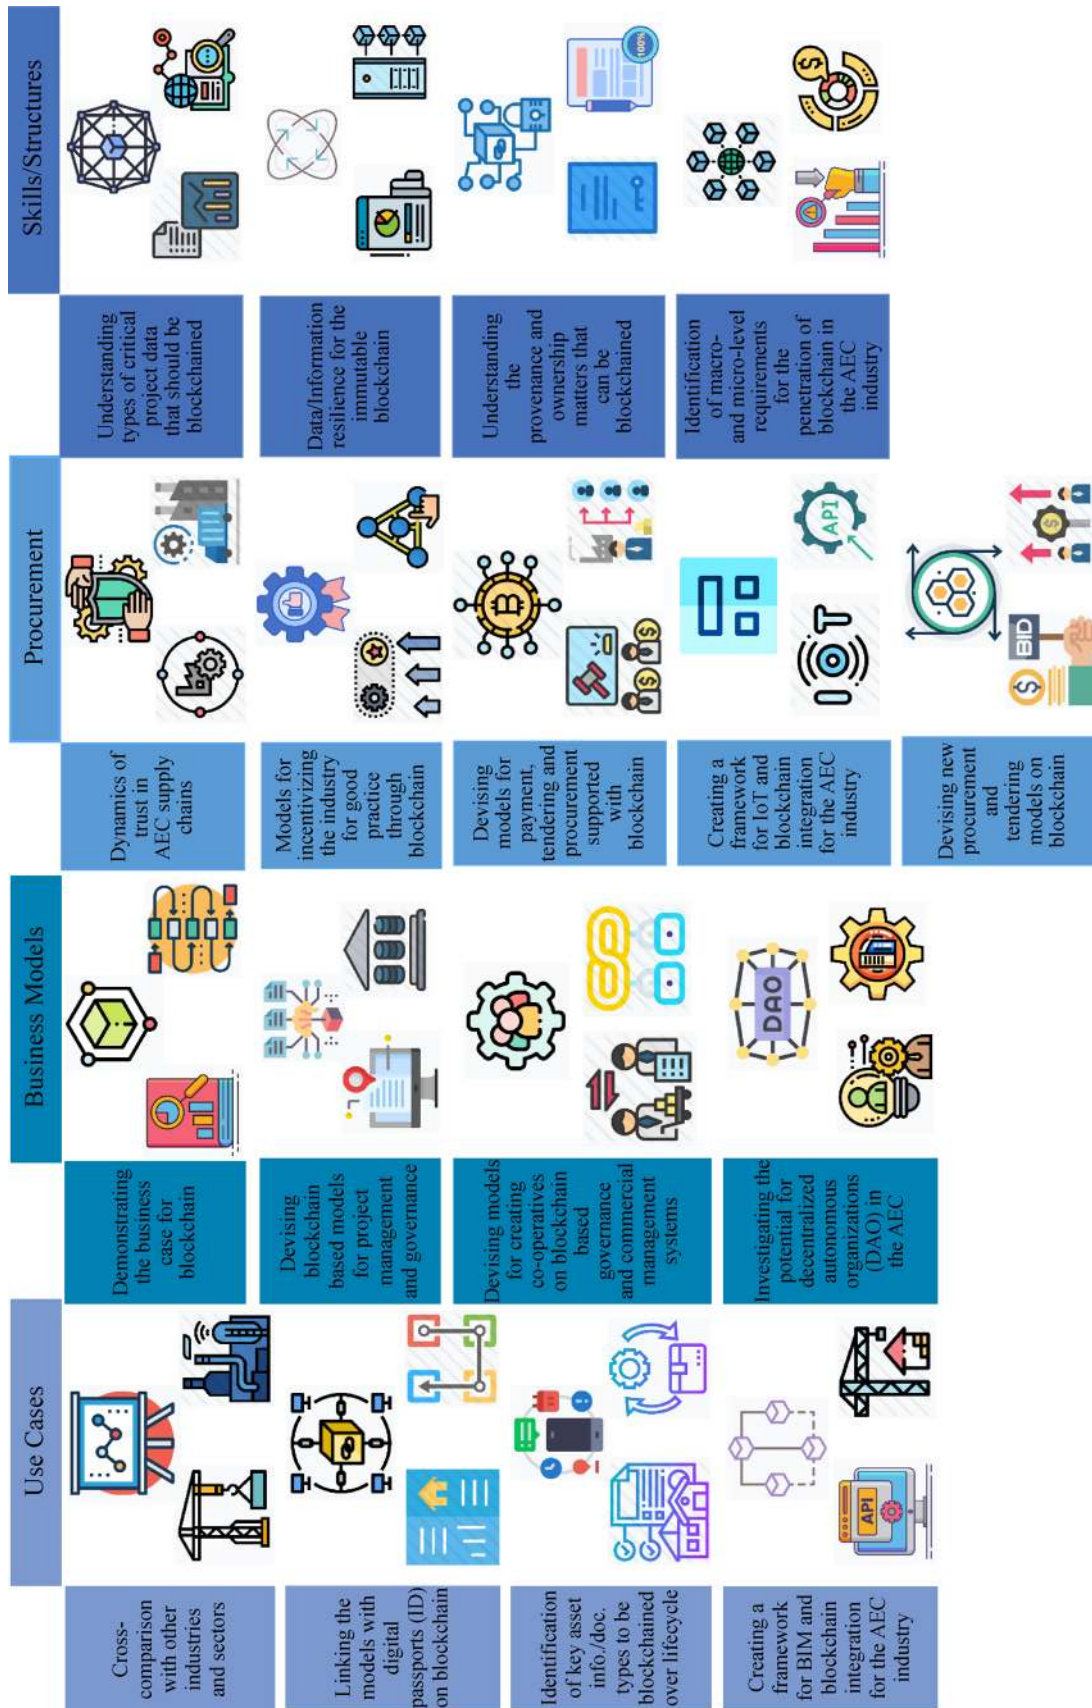 Use Cases
Cross-
comparison
with other
industries
and sectors
Linking the
models with
digital
passports (ID)
on blockchain
Identification
of key asset
info./doc.
types to be
blockchained
over lifecycle
Creating a
framework
for BIM and
blockchain
integration
for the AEC
industry
API
Business Models
Demonstrating
the business
case for
blockchain
Devising
blockchain
based models
for project
management
and governance
Devising models
for creating
co-operatives
on blockchain
based
governance
and commercial
management
systems
Investigating the
potential for
decentralized
autonomous
organizations
(DAO) in
the AEC
DAO
Procurement
Dynamics of
trust in
AEC supply
chains
Models for
incentivizing
the industry
for good
practice
through
blockchain
Devising
models for
payment,
tendering and
procurement
supported
with
blockchain
Creating a
framework
for IoT and
blockchain
integration
for the AEC
industry
IOT
API
Devising new
procurement
and
tendering
models on
blockchain
BID
Skills/Structures
Understanding
types of critical
project data
that should be
blockchained
Data/Information
resilience for the
immutable
blockchain
Understanding
the
provenance and
ownership
matters that
can be
blockchained
100%
Identification
of macro-
and micro-level
requirements
for the
penetration of
blockchain in
the AEC
industry